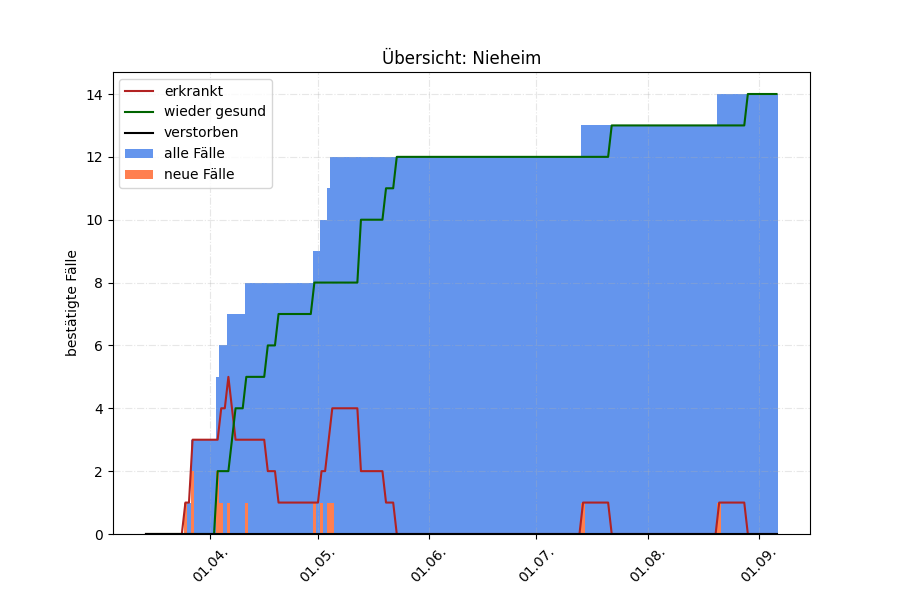 Übersicht: Nieheim
erkrankt
wieder gesund
verstorben
alle Fälle
neue Fälle
bestätigte Fälle
14
12
10
8
6
4
2
0
01.04.
01.05.
01.06.
01.07.
01.08.
01.09.